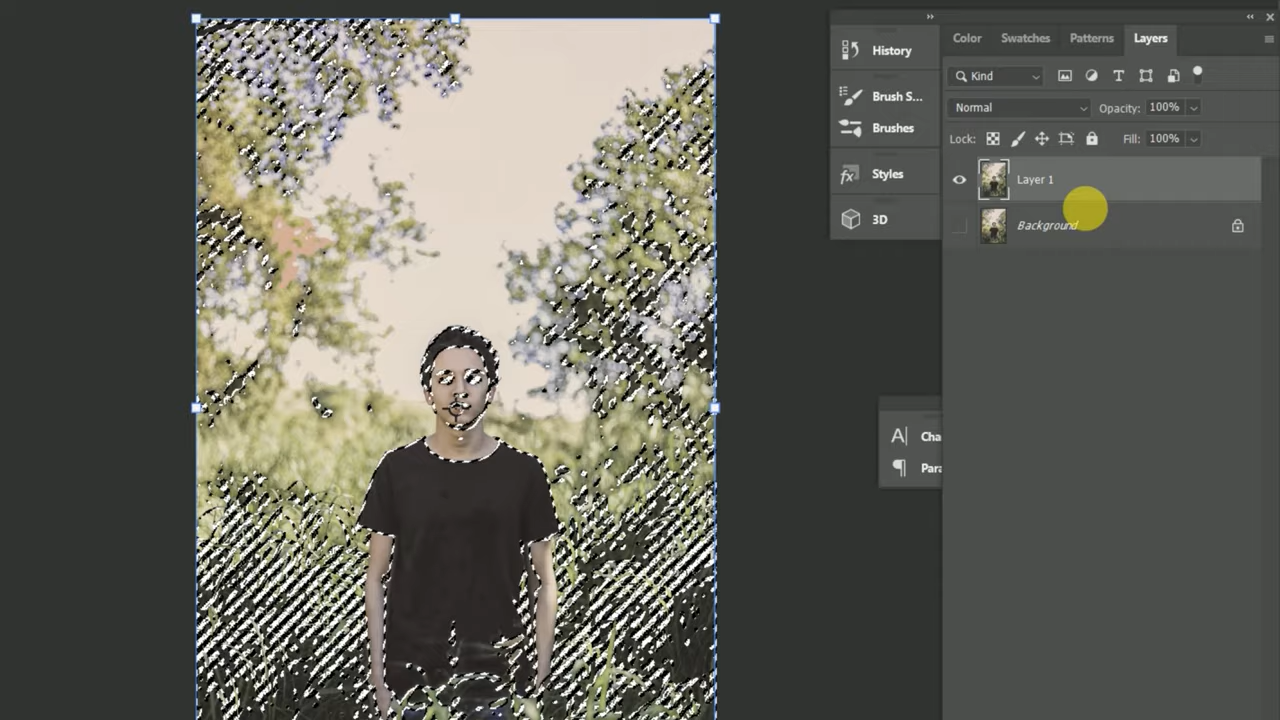 Color
Swatches
Patterns
Layers
History
Kind
Brush S...
Normal
Opacity:
100%
Brushes
Lock:
Fill:
100%
Styles
Layer 1
3D
Background
A|
Cha
Para